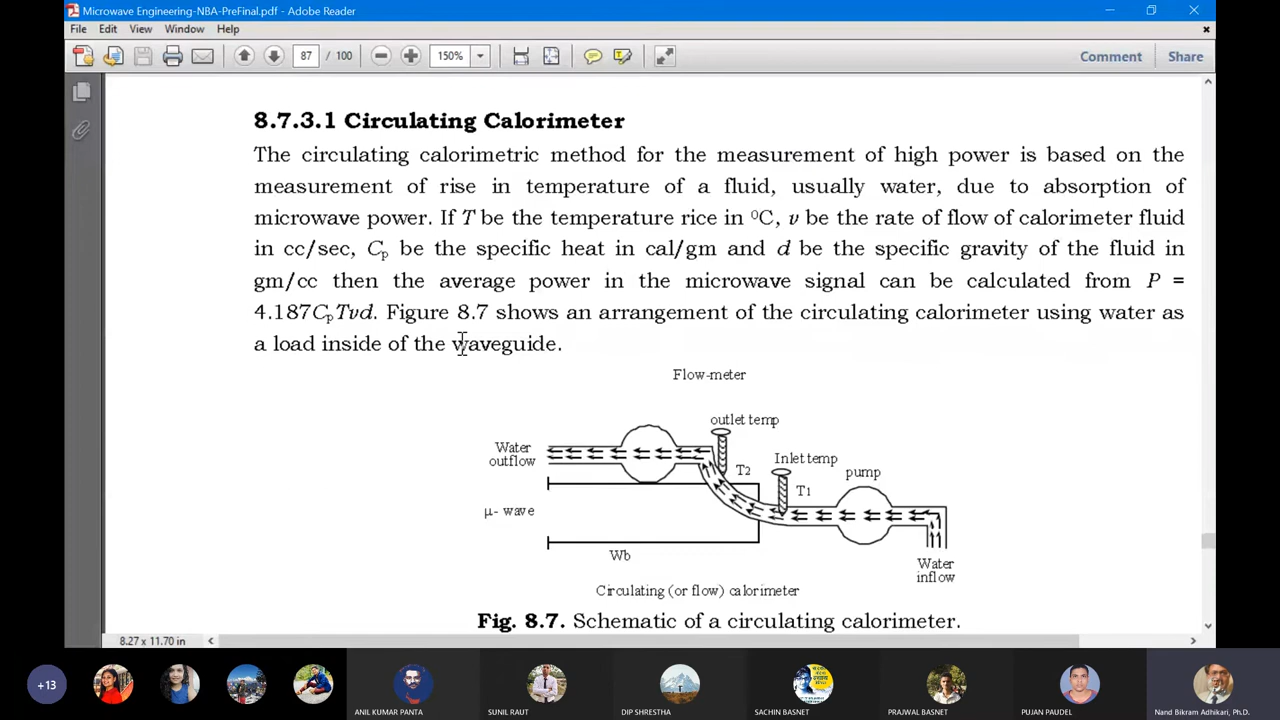 Microwave Engineering-NBA-PreFinal.pdf - Adobe Reader
File Edit View Window Help
87 / 100 150% Comment Share
8.7.3.1 Circulating Calorimeter
The circulating calorimetric method for the measurement of high power is based on the
measurement of rise in temperature of a fluid, usually water, due to absorption of
microwave power. If T be the temperature rice in ⁰C, v be the rate of flow of calorimeter fluid
in cc/sec, Cp be the specific heat in cal/gm and d be the specific gravity of the fluid in
gm/cc then the average power in the microwave signal can be calculated from P =
4.187CpTvd. Figure 8.7 shows an arrangement of the circulating calorimeter using water as
a load inside of the waveguide.
Flow-meter
outlet temp
Water
outflow
T2
Inlet temp
pump
T1
μ- wave
Wb
Water
inflow
Circulating (or flow) calorimeter
Fig. 8.7. Schematic of a circulating calorimeter.
8.27 x 11.70 in
+13
ANIL KUMAR PANTA SUNIL RAUT DIP SHRESTHA SACHIN BASNET PRAJWAL BASNET PUJAN PAUDEL Nand Bikram Adhikari, Ph.D.